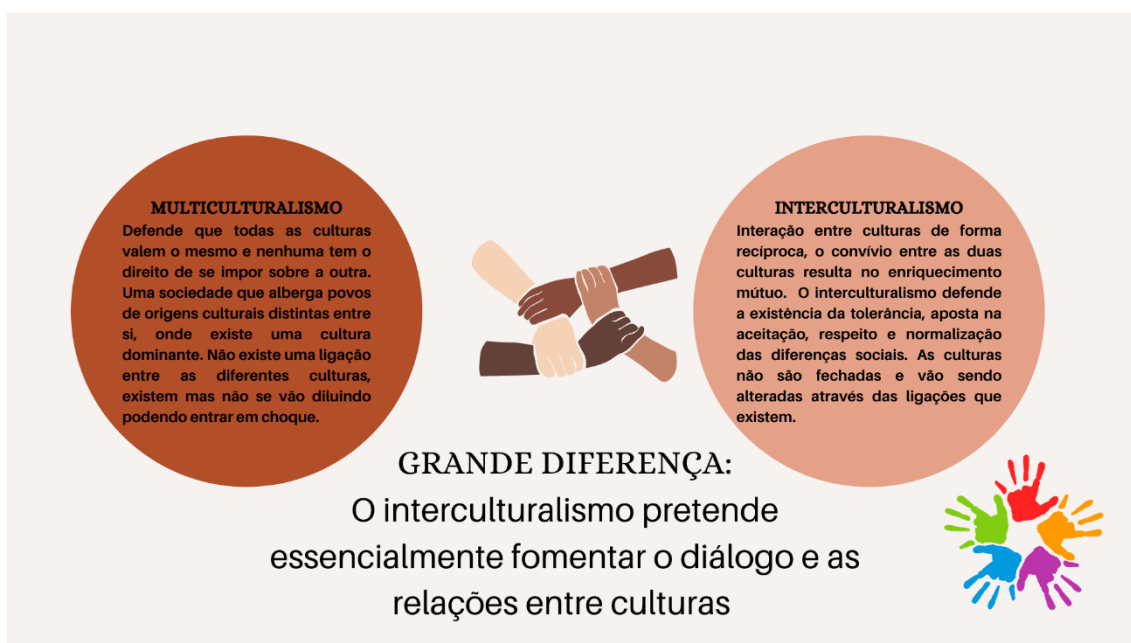 MULTICULTURALISMO
Defende que todas as culturas
valem o mesmo e nenhuma tem o
direito de se impor sobre a outra.
Uma sociedade que alberga povos
de origens culturais distintas entre
si, onde existe uma cultura
dominante. Não existe uma ligação
entre as diferentes culturas,
existem mas não se vão diluindo
podendo entrar em choque.
INTERCULTURALISMO
Interação entre culturas de forma
recíproca, o convívio entre as duas
culturas resulta no enriquecimento
mútuo. O interculturalismo defende
a existência da tolerância, aposta na
aceitação, respeito e normalização
das diferenças sociais. As culturas
não são fechadas e vão sendo
alteradas através das ligações que
existem.
GRANDE DIFERENÇA:
O interculturalismo pretende
essencialmente fomentar o diálogo e as
relações entre culturas